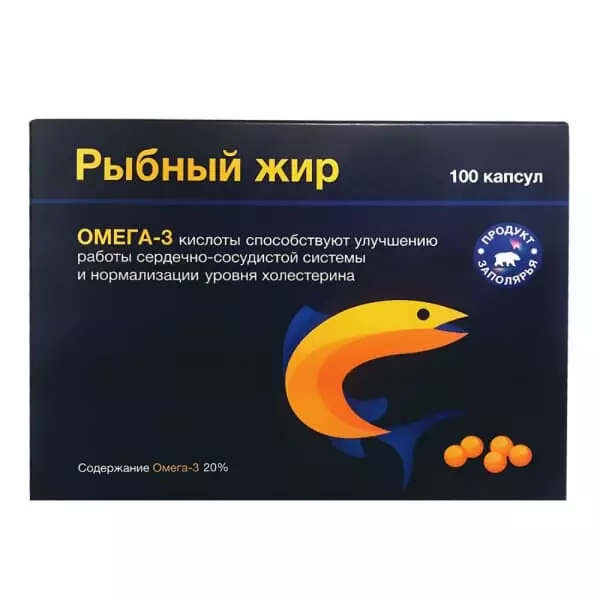 Рыбный жир
100 капсул
ОМЕГА-3 кислоты способствуют улучшению
работы сердечно-сосудистой системы
и нормализации уровня холестерина
ПРОДУКТ
ЗАПОЛЯРЬЯ
Содержание Омега-3 20%